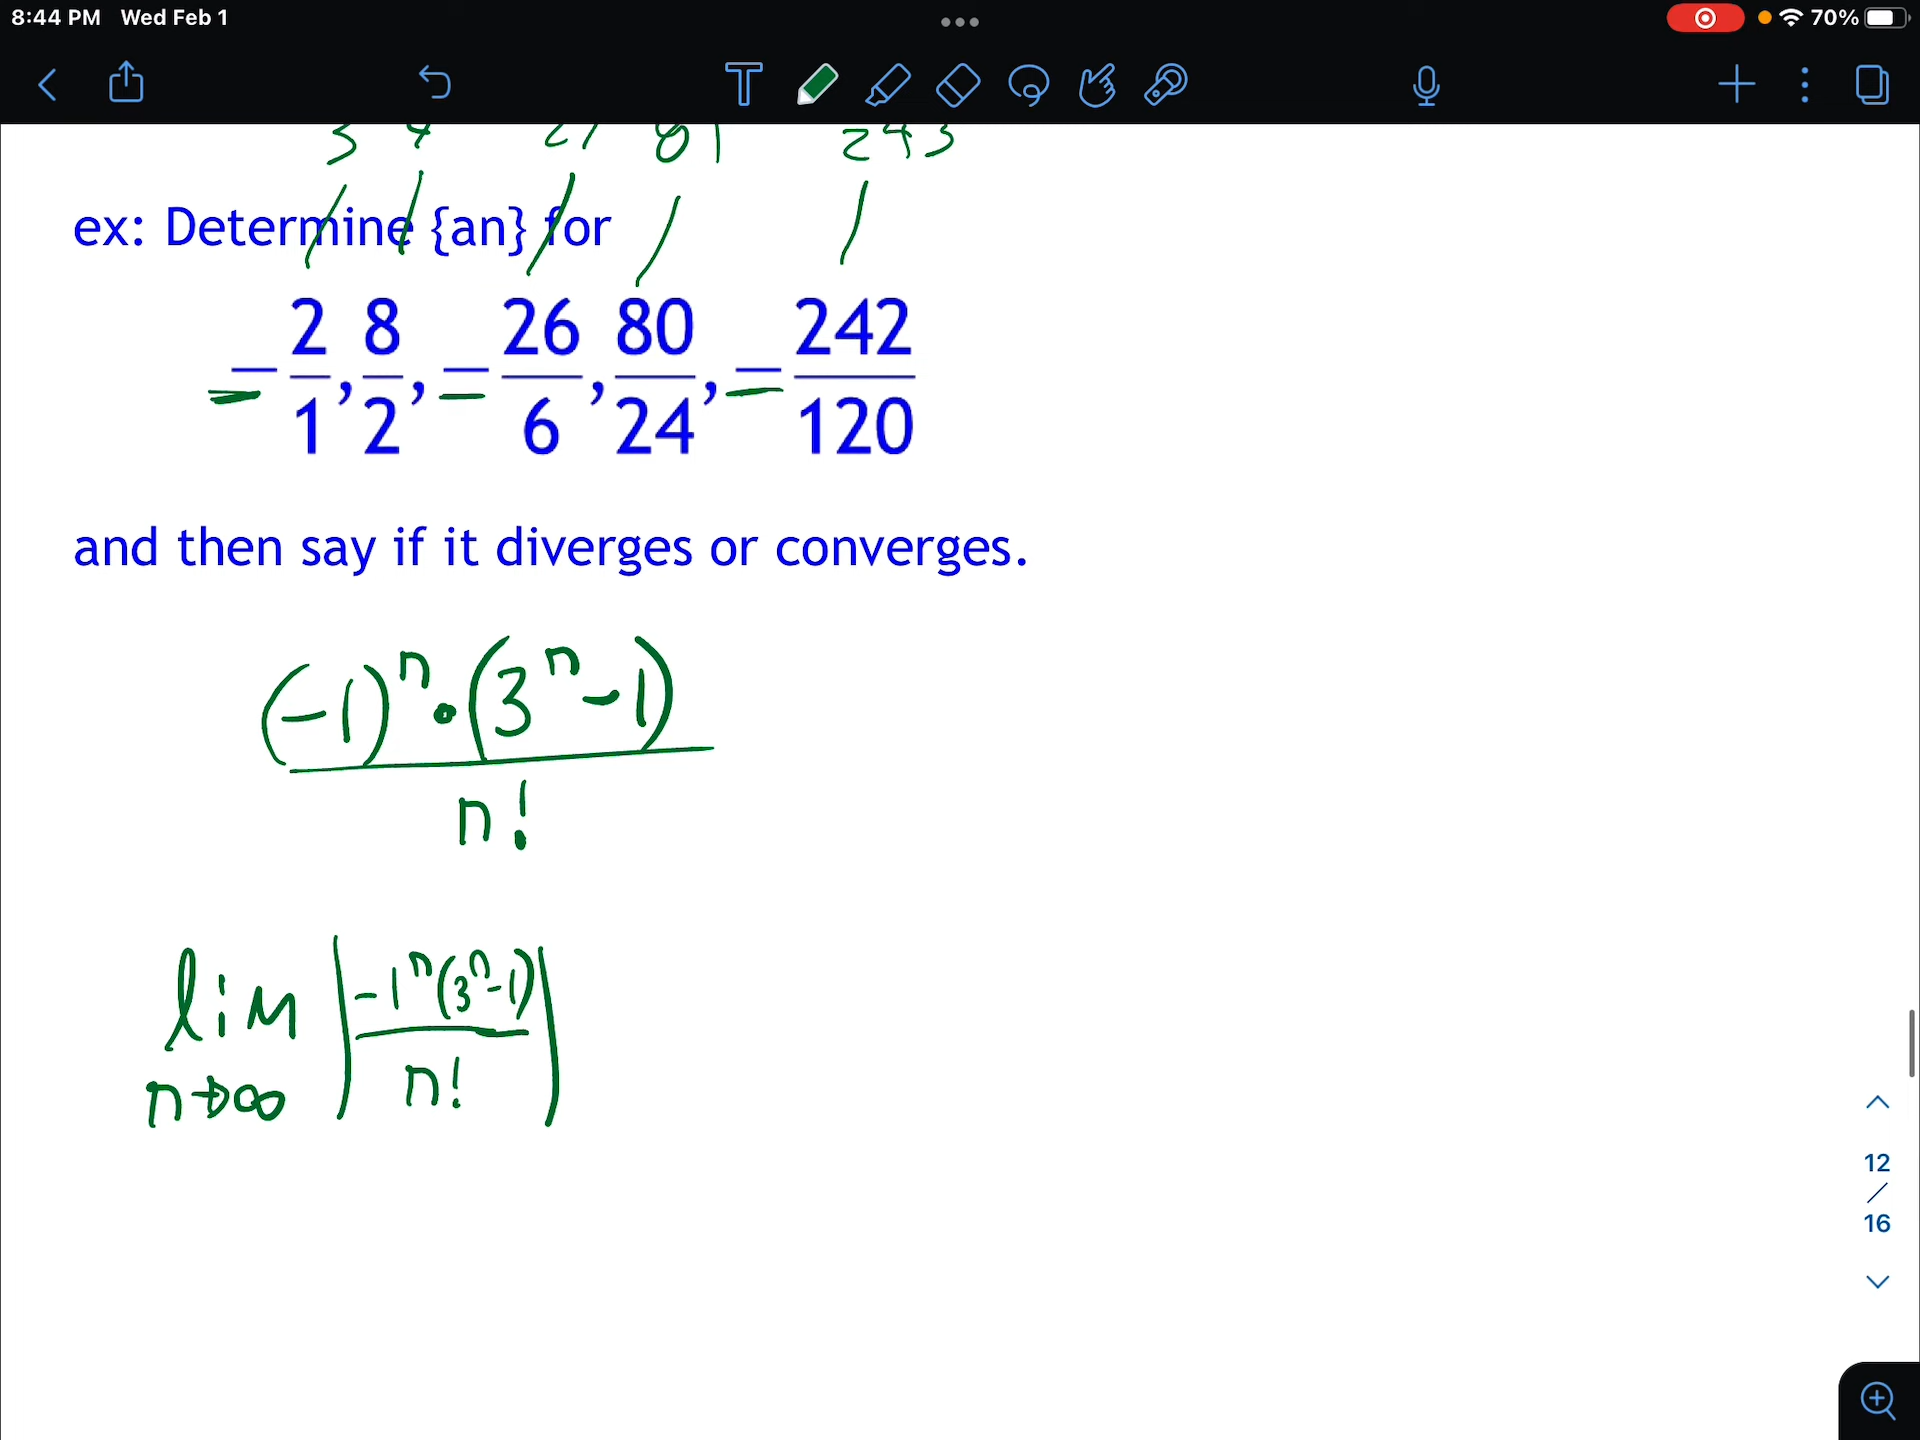 8:44 PM Wed Feb 1
70%
3 9 27 81 243
ex: Determine {an} for
-2/1, 8/2, -26/6, 80/24, -242/120
and then say if it diverges or converges.
(-1)^n • (3^n - 1)
n!
lim n→∞ |-1^n(3^n-1)/n!|
12
/
16